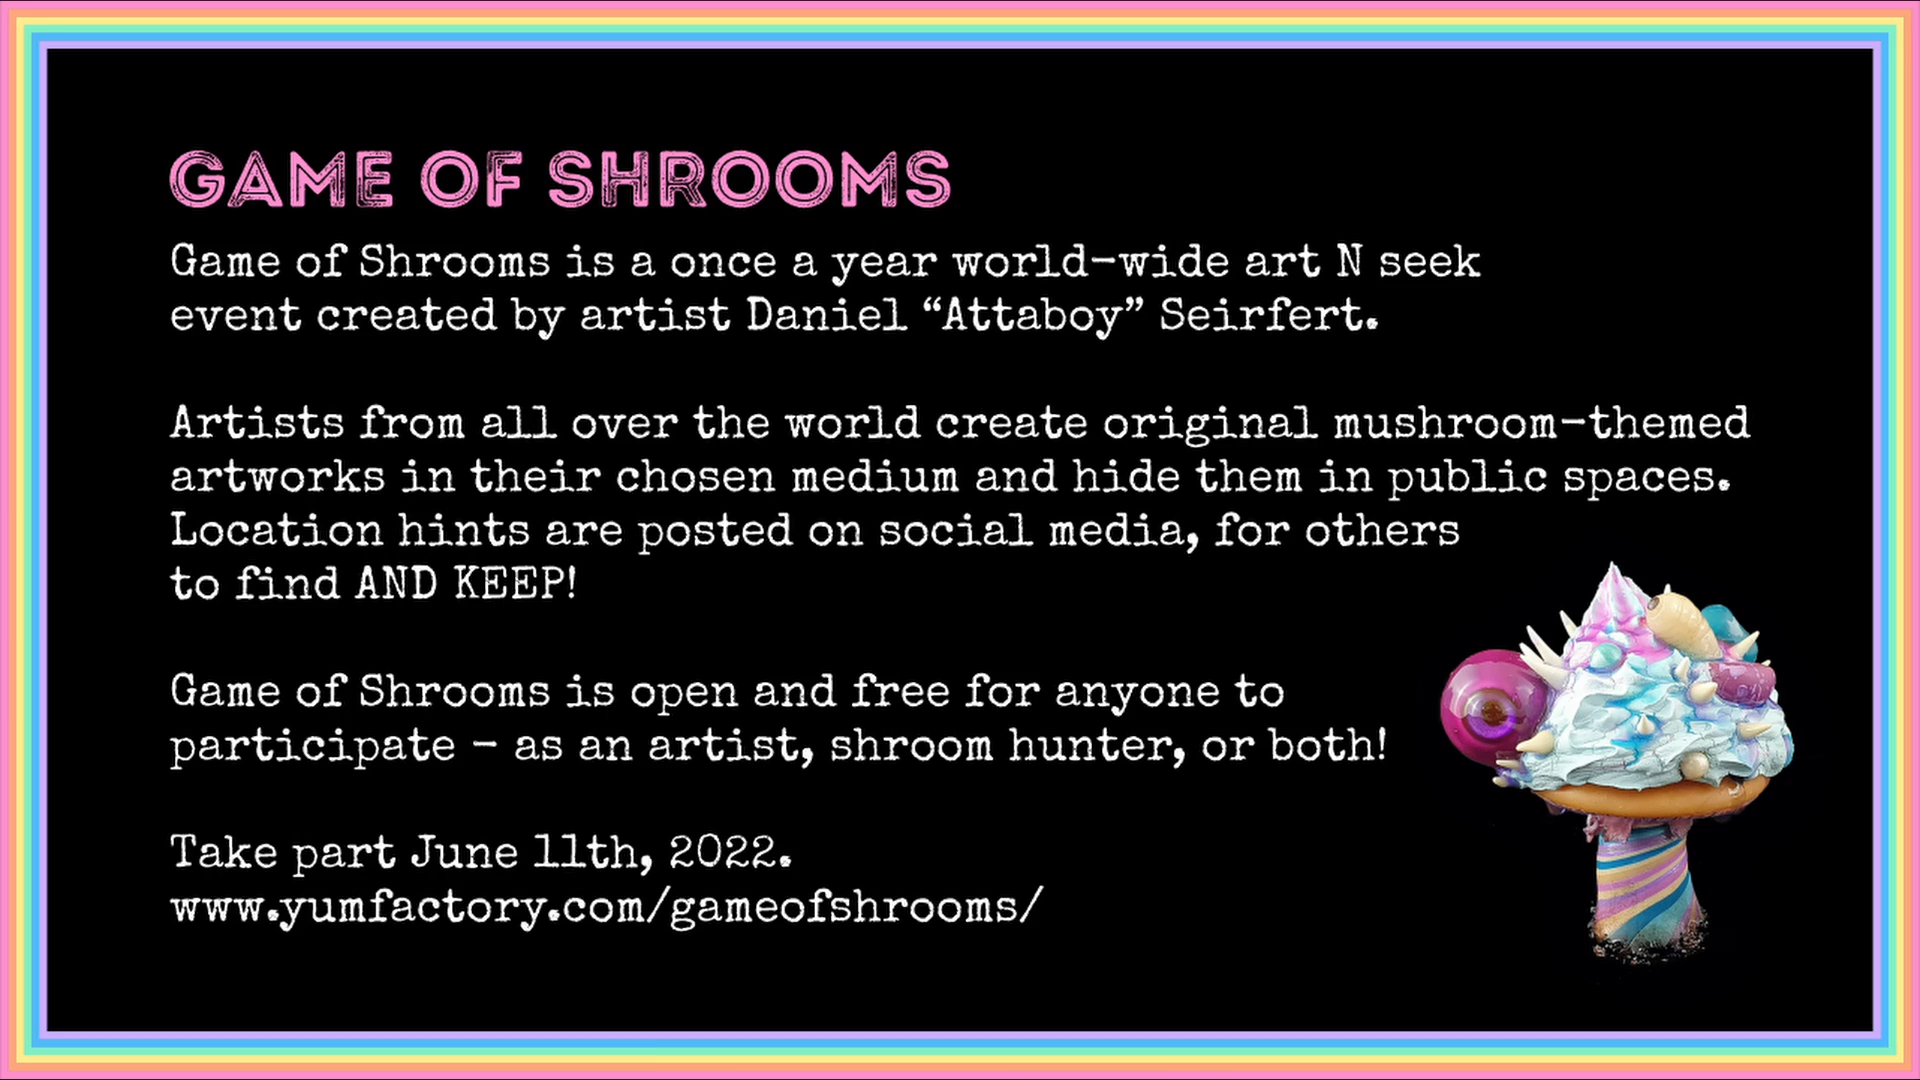 GAME OF SHROOMS
Game of Shrooms is a once a year world-wide art N seek
event created by artist Daniel “Attaboy” Seirfert.
Artists from all over the world create original mushroom-themed
artworks in their chosen medium and hide them in public spaces.
Location hints are posted on social media, for others
to find AND KEEP!
Game of Shrooms is open and free for anyone to
participate - as an artist, shroom hunter, or both!
Take part June 11th, 2022.
www.yumfactory.com/gameofshrooms/